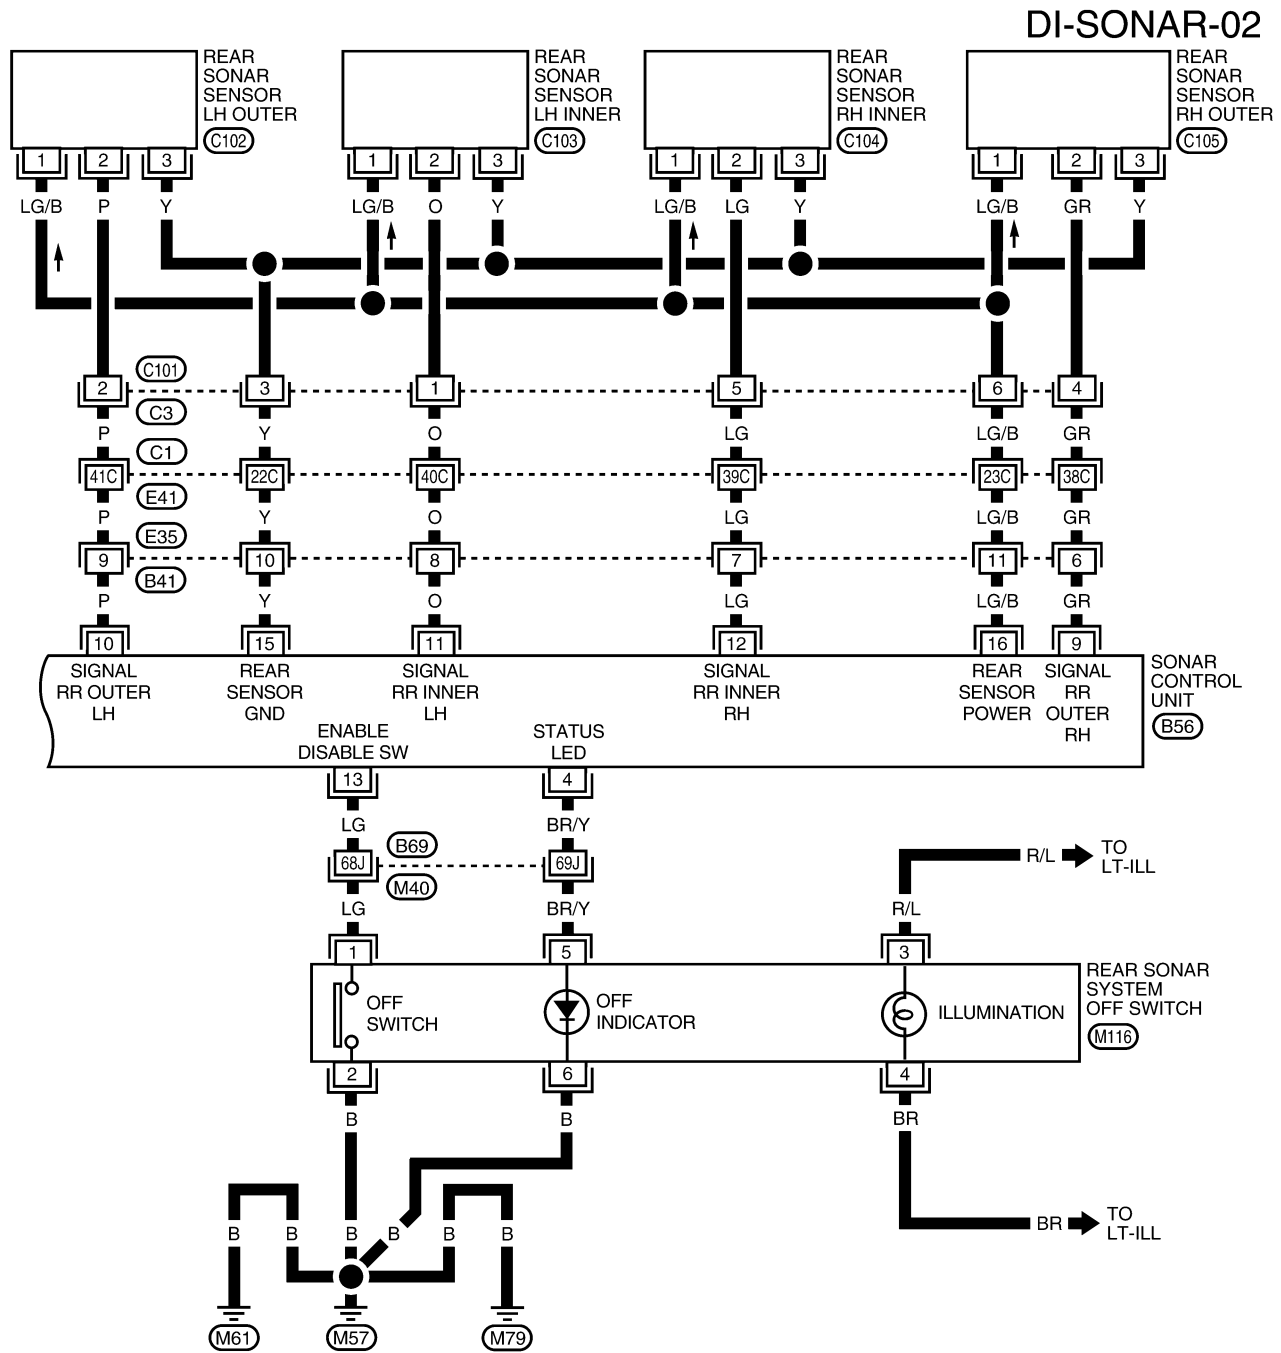 DI-SONAR-02
REAR
SONAR
SENSOR
LH OUTER
C102
REAR
SONAR
SENSOR
LH INNER
C103
REAR
SONAR
SENSOR
RH INNER
C104
REAR
SONAR
SENSOR
RH OUTER
C105
1 2 3 1 2 3 1 2 3 1 2 3
LG/B P Y LG/B O Y LG/B LG Y LG/B GR Y
C101
2 3 1 5 6 4
C3
P Y O LG LG/B GR
C1
41C 22C 40C 39C 23C 38C
E41
P Y O LG LG/B GR
E35
9 10 8 7 11 6
B41
P Y O LG LG/B GR
10 15 11 12 16 9
SIGNAL
RR OUTER
LH
REAR
SENSOR
GND
SIGNAL
RR INNER
LH
SIGNAL
RR INNER
RH
REAR
SENSOR
POWER
SIGNAL
RR
OUTER
RH
SONAR
CONTROL
UNIT
B56
ENABLE
DISABLE SW
STATUS
LED
13 4
LG BR/Y
B69
68J 69J
M40
LG BR/Y
R/L
TO
LT-ILL
R/L
1 5 3
OFF
SWITCH
OFF
INDICATOR
ILLUMINATION
REAR SONAR
SYSTEM
OFF SWITCH
M116
2 6 4
B B BR
B B B B B B
BR
TO
LT-ILL
M61 M57 M79